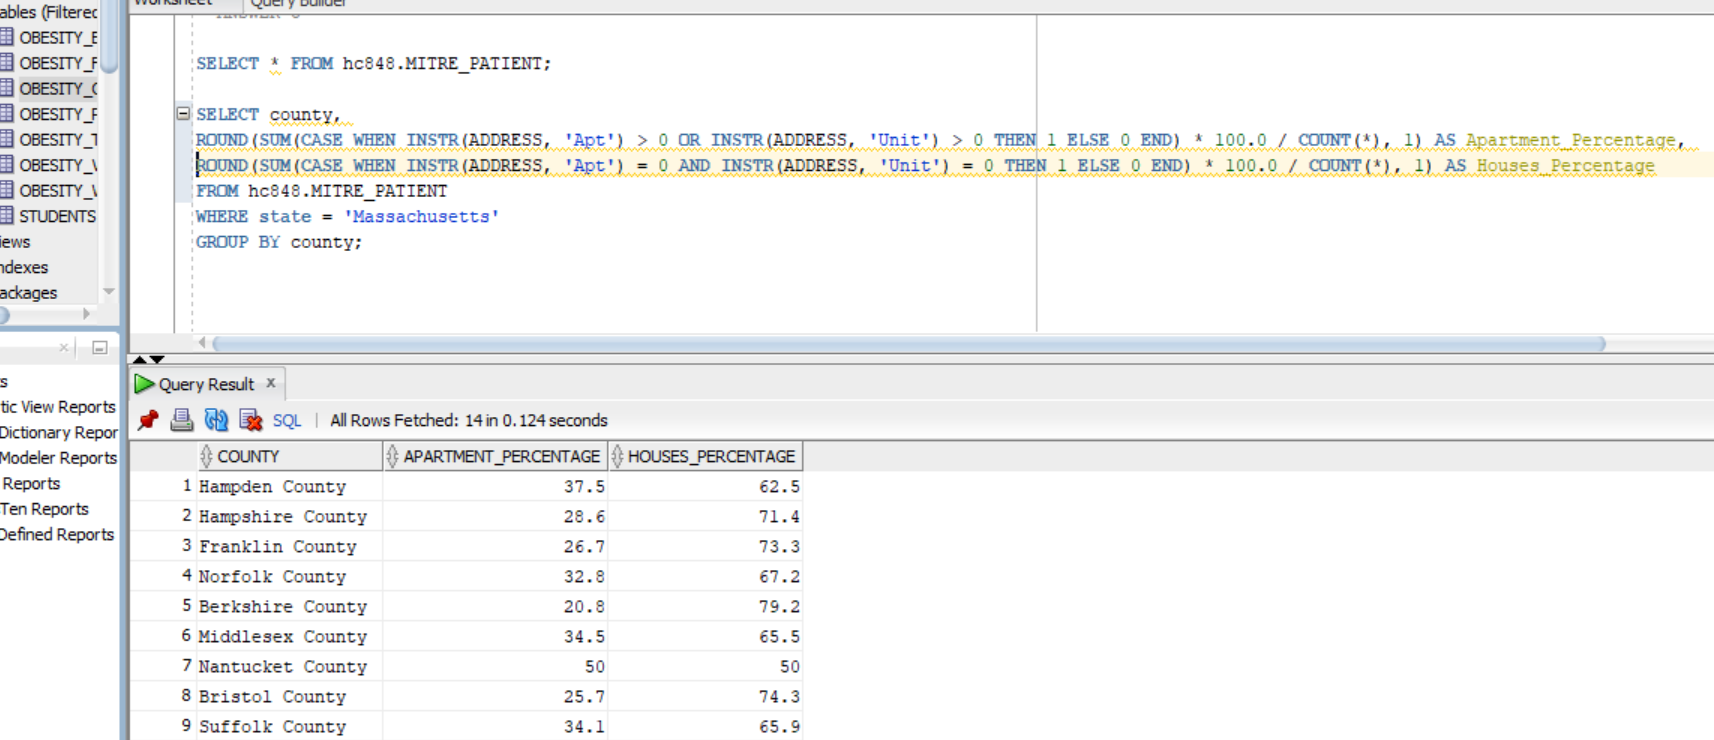 Worksheet Query Builder
ables (Filtered
OBESITY_
OBESITY_F
OBESITY_
OBESITY_F
OBESITY_T
OBESITY_V
OBESITY_V
STUDENTS
iews
ndexes
ackages
ANSWER
SELECT * FROM hc848.MITRE_PATIENT;
SELECT county,
ROUND(SUM(CASE WHEN INSTR(ADDRESS, 'Apt') > 0 OR INSTR(ADDRESS, 'Unit') > 0 THEN 1 ELSE 0 END) * 100.0 / COUNT(*), 1) AS Apartment_Percentage,
ROUND(SUM(CASE WHEN INSTR(ADDRESS, 'Apt') = 0 AND INSTR(ADDRESS, 'Unit') = 0 THEN 1 ELSE 0 END) * 100.0 / COUNT(*), 1) AS Houses_Percentage
FROM hc848.MITRE_PATIENT
WHERE state = 'Massachusetts'
GROUP BY county;
s
tic View Reports
Dictionary Repor
Modeler Reports
Reports
Ten Reports
Defined Reports
Query Result x
SQL | All Rows Fetched: 14 in 0.124 seconds
COUNTY APARTMENT_PERCENTAGE HOUSES_PERCENTAGE
1 Hampden County 37.5 62.5
2 Hampshire County 28.6 71.4
3 Franklin County 26.7 73.3
4 Norfolk County 32.8 67.2
5 Berkshire County 20.8 79.2
6 Middlesex County 34.5 65.5
7 Nantucket County 50 50
8 Bristol County 25.7 74.3
9 Suffolk County 34.1 65.9